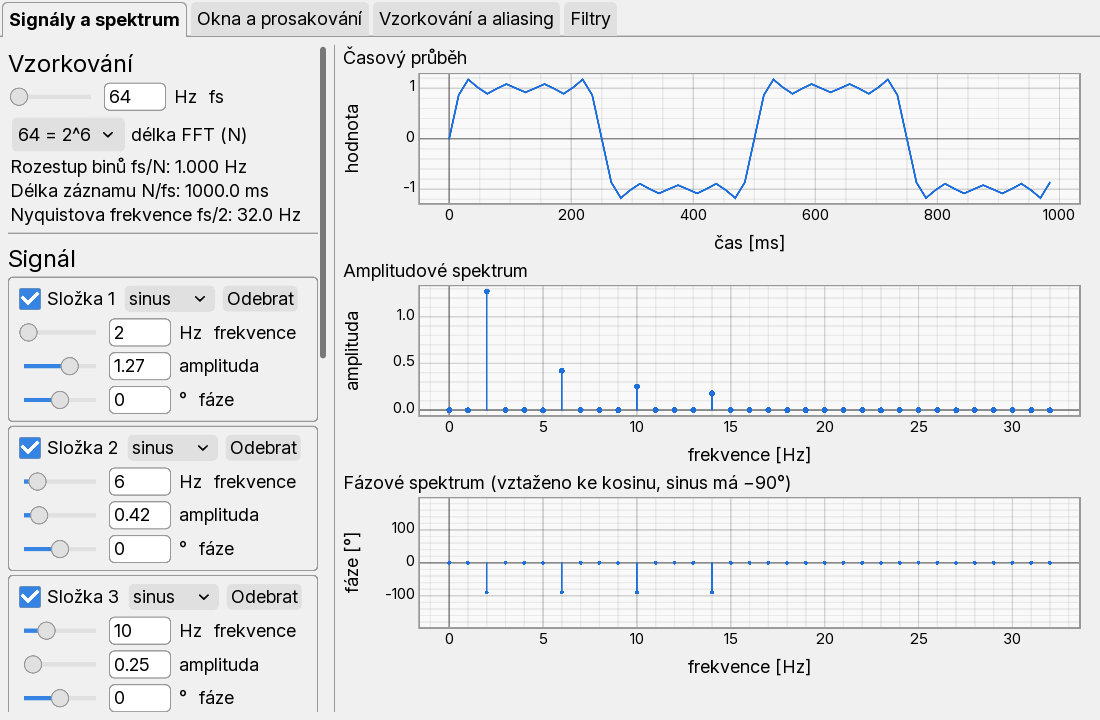 Signály a spektrum Okna a prosakování Vzorkování a aliasing Filtry
Vzorkování
64 Hz fs
64 = 2^6 délka FFT (N)
Rozestup binů fs/N: 1.000 Hz
Délka záznamu N/fs: 1000.0 ms
Nyquistova frekvence fs/2: 32.0 Hz
Signál
Složka 1 sinus Odebrat
2 Hz frekvence
1.27 amplituda
0 ° fáze
Složka 2 sinus Odebrat
6 Hz frekvence
0.42 amplituda
0 ° fáze
Složka 3 sinus Odebrat
10 Hz frekvence
0.25 amplituda
0 ° fáze
Časový průběh
hodnota
1
0
-1
0 200 400 600 800 1000
čas [ms]
Amplitudové spektrum
amplituda
1.0
0.5
0.0
0 5 10 15 20 25 30
frekvence [Hz]
Fázové spektrum (vztaženo ke kosinu, sinus má −90°)
fáze [°]
100
0
-100
0 5 10 15 20 25 30
frekvence [Hz]